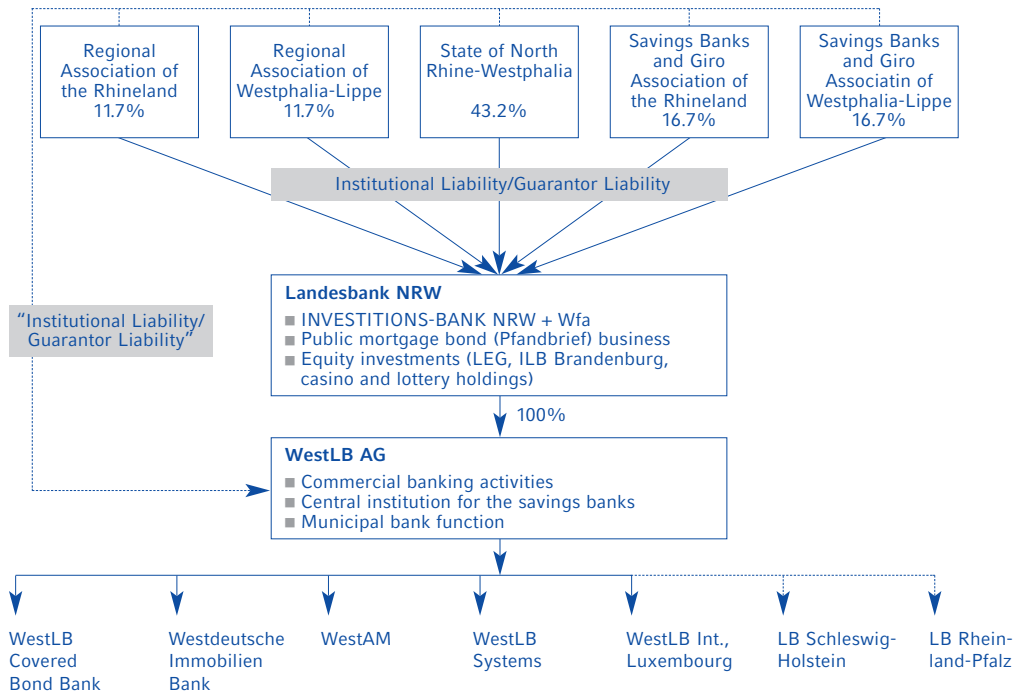 Regional
Association of
the Rhineland
11.7%
Regional
Association of
Westphalia-Lippe
11.7%
State of North
Rhine-Westphalia
43.2%
Savings Banks
and Giro
Association of
the Rhineland
16.7%
Savings Banks
and Giro
Associatin of
Westphalia-Lippe
16.7%
Institutional Liability/Guarantor Liability
“Institutional Liability/
Guarantor Liability”
Landesbank NRW
■ INVESTITIONS-BANK NRW + Wfa
■ Public mortgage bond (Pfandbrief) business
■ Equity investments (LEG, ILB Brandenburg,
casino and lottery holdings)
100%
WestLB AG
■ Commercial banking activities
■ Central institution for the savings banks
■ Municipal bank function
WestLB
Covered
Bond Bank
Westdeutsche
Immobilien
Bank
WestAM
WestLB
Systems
WestLB Int.,
Luxembourg
LB Schleswig-
Holstein
LB Rhein-
land-Pfalz